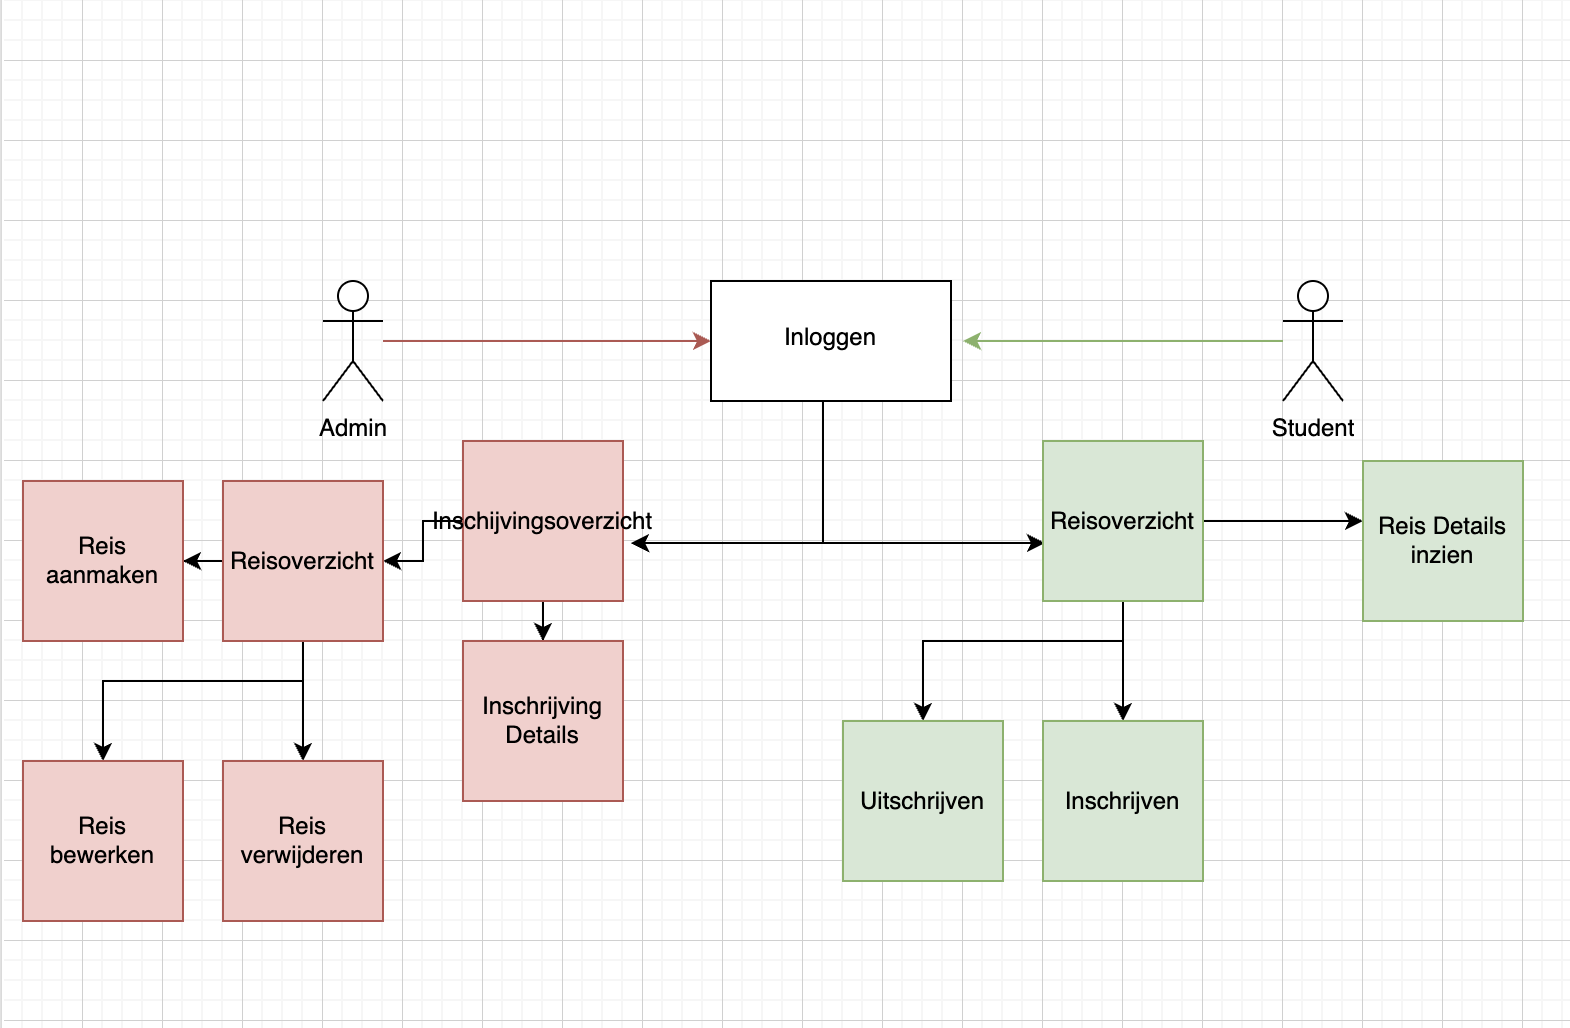 Inloggen
Admin
Student
Inschijvingsoverzicht
Reisoverzicht
Reis Details
inzien
Reis
aanmaken
Reisoverzicht
Inschrijving
Details
Uitschrijven
Inschrijven
Reis
bewerken
Reis
verwijderen